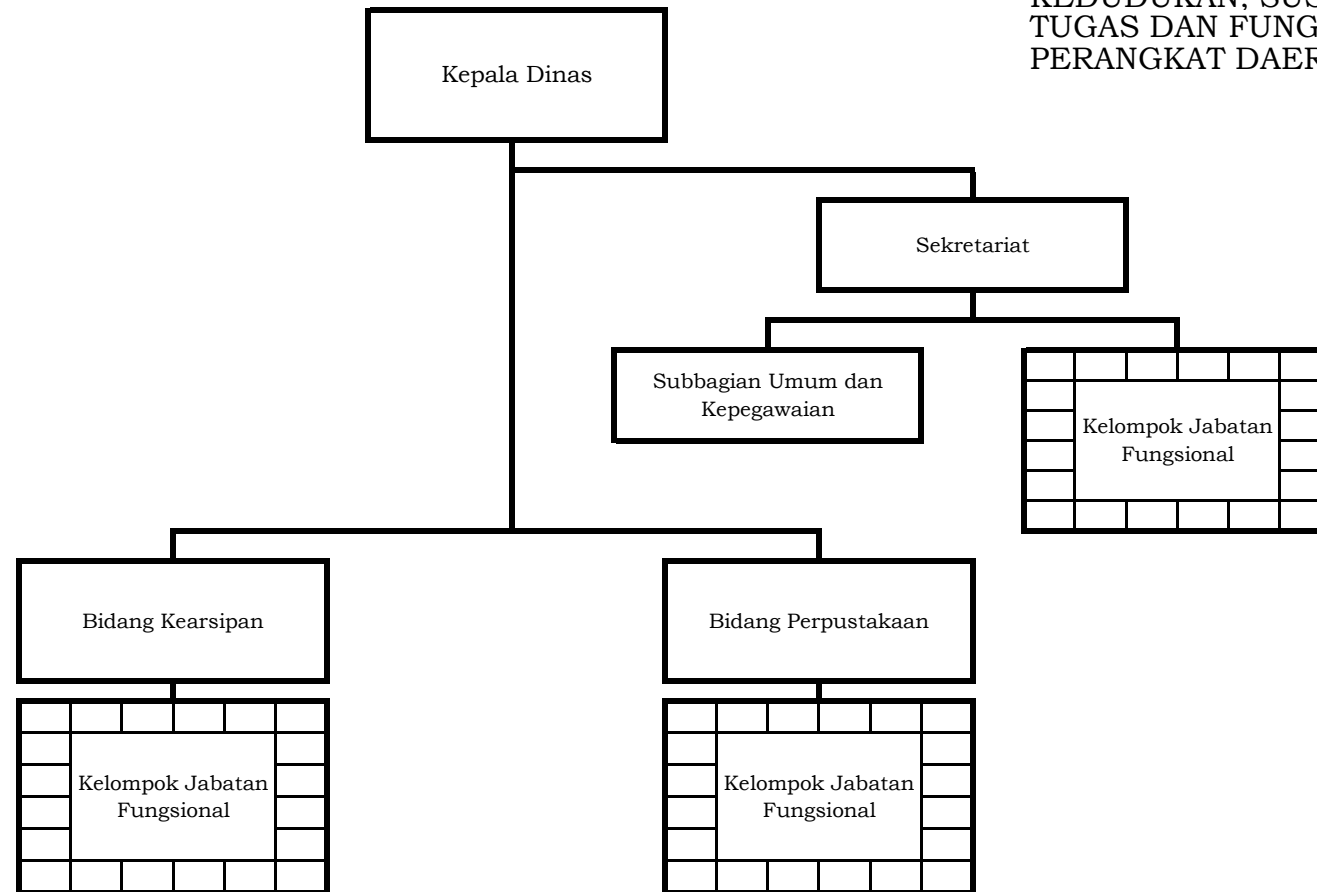 TUGAS DAN
Kepala Dinas
Sekretariat
Subbagian Umum dan
Kepegawaian
Kelompok Jabatan
Fungsional
Bidang Kearsipan
Bidang Perpustakaan
Kelompok Jabatan
Fungsional
Kelompok Jabatan
Fungsional